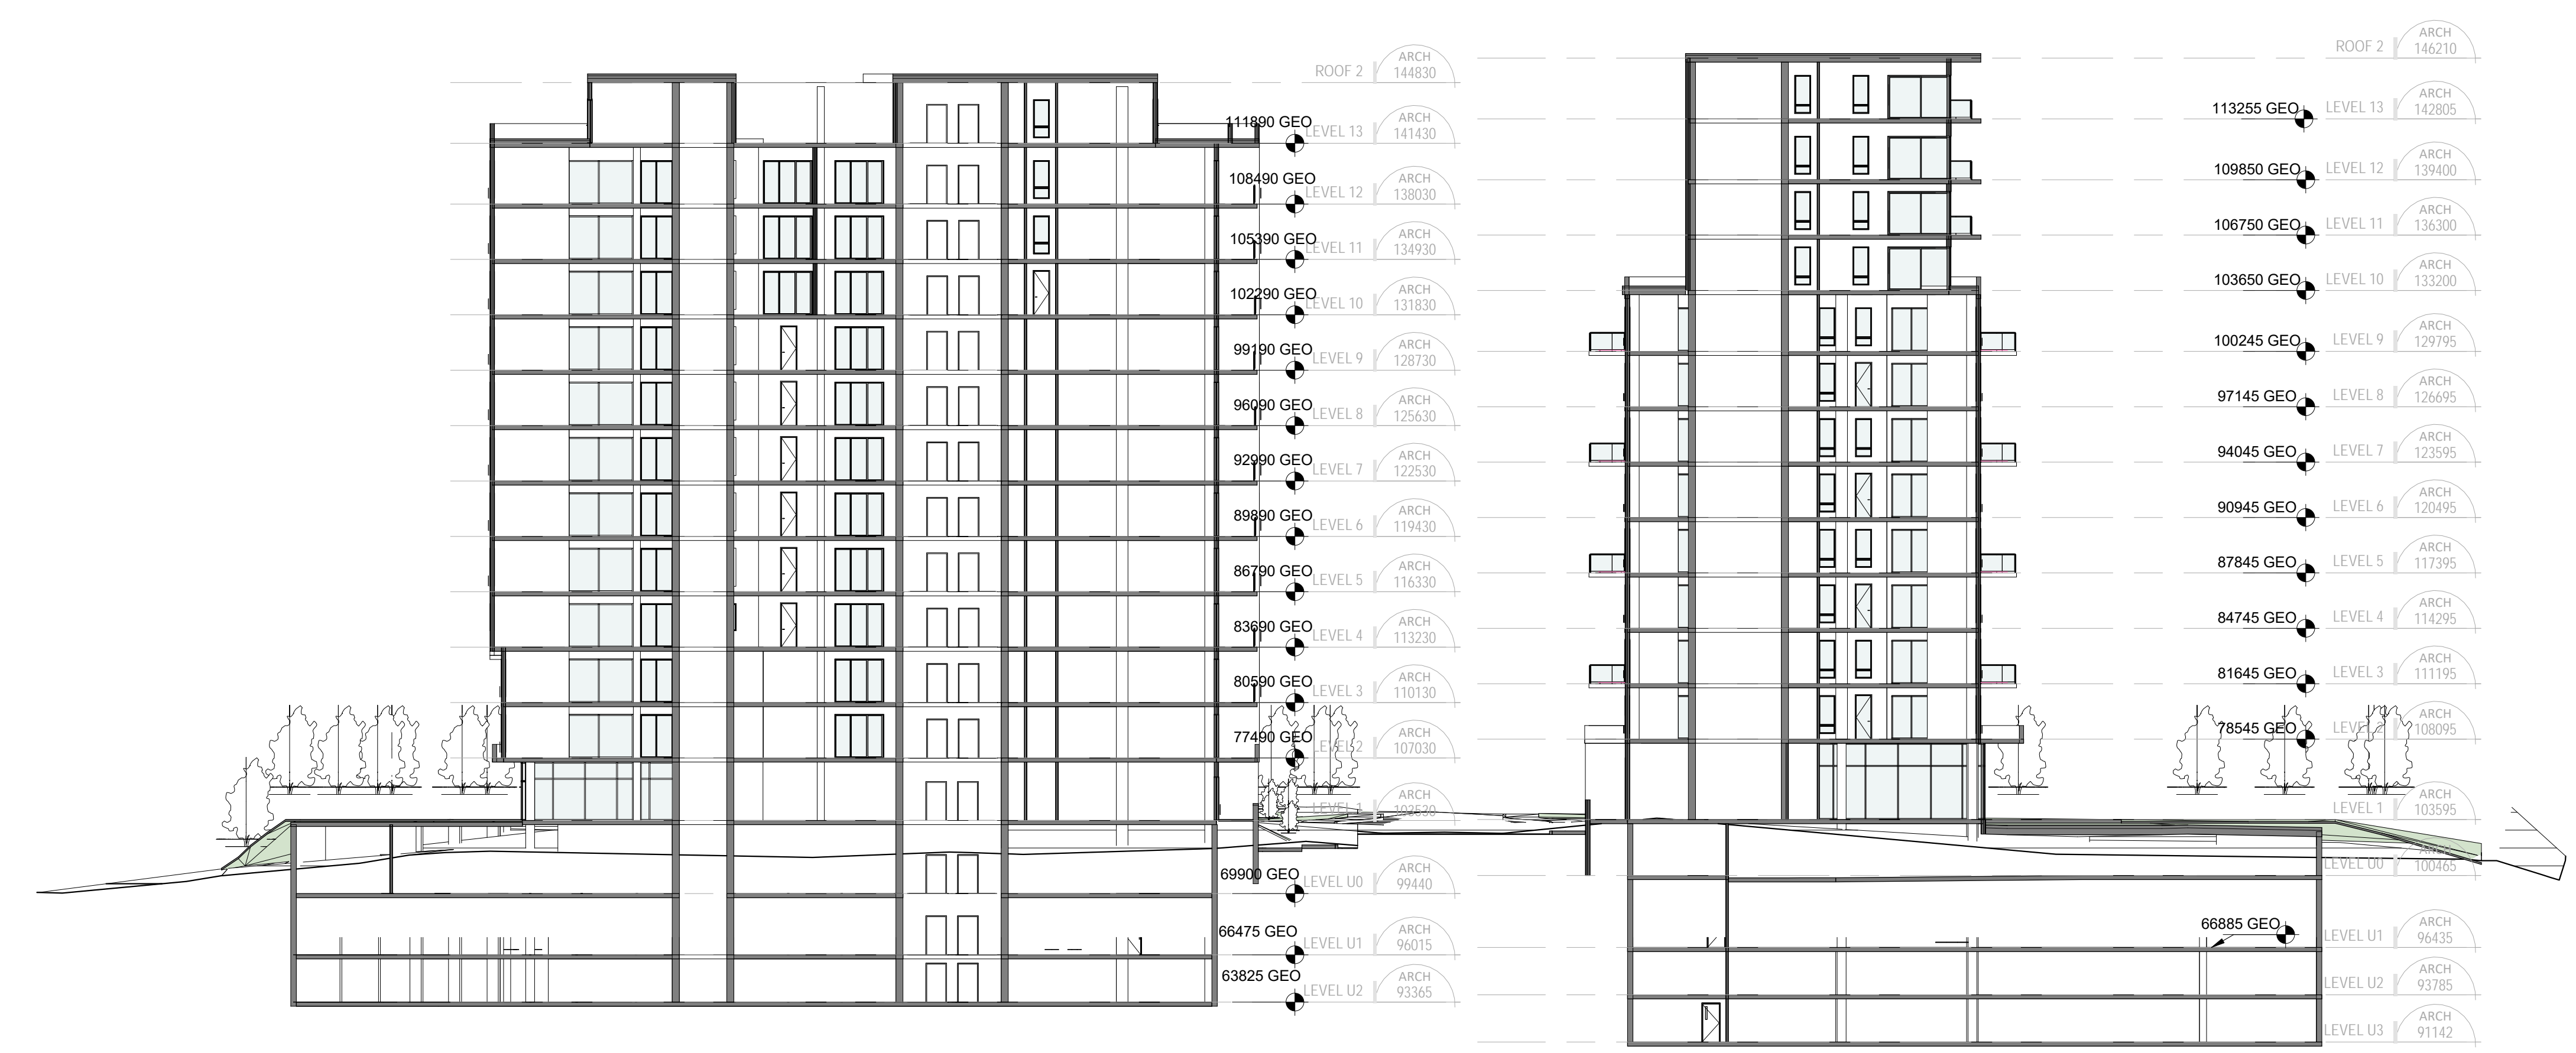 ROOF 2
ARCH
144830
111890 GEO
LEVEL 13
ARCH
141430
108490 GEO
LEVEL 12
ARCH
138030
105390 GEO
LEVEL 11
ARCH
134930
102290 GEO
LEVEL 10
ARCH
131830
99190 GEO
LEVEL 9
ARCH
128730
96090 GEO
LEVEL 8
ARCH
125630
92990 GEO
LEVEL 7
ARCH
122530
89890 GEO
LEVEL 6
ARCH
119430
86790 GEO
LEVEL 5
ARCH
116330
83690 GEO
LEVEL 4
ARCH
113230
80590 GEO
LEVEL 3
ARCH
110130
77490 GEO
LEVEL 2
ARCH
107030
LEVEL 1
ARCH
103530
69900 GEO
LEVEL U0
ARCH
99440
66475 GEO
LEVEL U1
ARCH
96015
63825 GEO
LEVEL U2
ARCH
93365
ROOF 2
ARCH
146210
113255 GEO
LEVEL 13
ARCH
142805
109850 GEO
LEVEL 12
ARCH
139400
106750 GEO
LEVEL 11
ARCH
136300
103650 GEO
LEVEL 10
ARCH
133200
100245 GEO
LEVEL 9
ARCH
129795
97145 GEO
LEVEL 8
ARCH
126695
94045 GEO
LEVEL 7
ARCH
123595
90945 GEO
LEVEL 6
ARCH
120495
87845 GEO
LEVEL 5
ARCH
117395
84745 GEO
LEVEL 4
ARCH
114295
81645 GEO
LEVEL 3
ARCH
111195
78545 GEO
LEVEL 2
ARCH
108095
LEVEL 1
ARCH
103595
LEVEL U0
ARCH
100465
66885 GEO
LEVEL U1
ARCH
96435
LEVEL U2
ARCH
93785
LEVEL U3
ARCH
91142